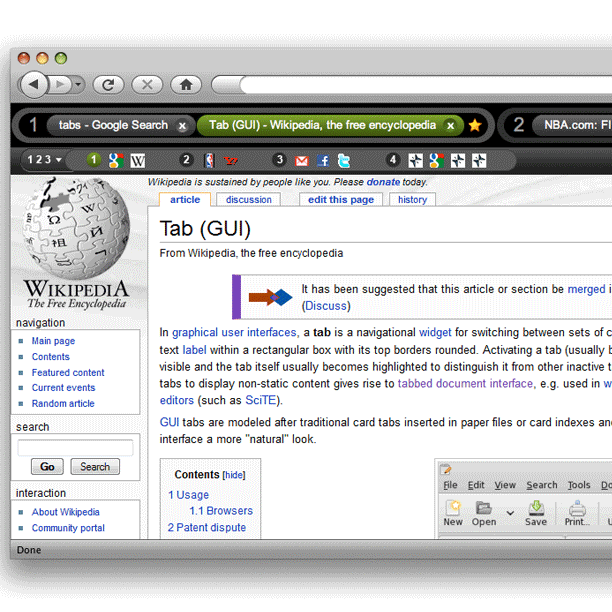 1 tabs - Google Search x Tab (GUI) - Wikipedia, the free encyclopedia x 2 NBA.com: FI
1 2 3 1 W 2 Y! 3 f t 4
Wikipedia is sustained by people like you. Please donate today.
article discussion edit this page history
Tab (GUI)
From Wikipedia, the free encyclopedia
It has been suggested that this article or section be merged i
(Discuss)
WIKIPEDIA
The Free Encyclopedia
navigation
Main page
Contents
Featured content
Current events
Random article
search
Go Search
interaction
About Wikipedia
Community portal
In graphical user interfaces, a tab is a navigational widget for switching between sets of c
text label within a rectangular box with its top borders rounded. Activating a tab (usually b
visible and the tab itself usually becomes highlighted to distinguish it from other inactive t
tabs to display non-static content gives rise to tabbed document interface, e.g. used in w
editors (such as SciTE).
GUI tabs are modeled after traditional card tabs inserted in paper files or card indexes and
interface a more "natural" look.
Contents [hide]
1 Usage
1.1 Browsers
2 Patent dispute
File Edit View Search Tools Do
New Open Save Print...
Done